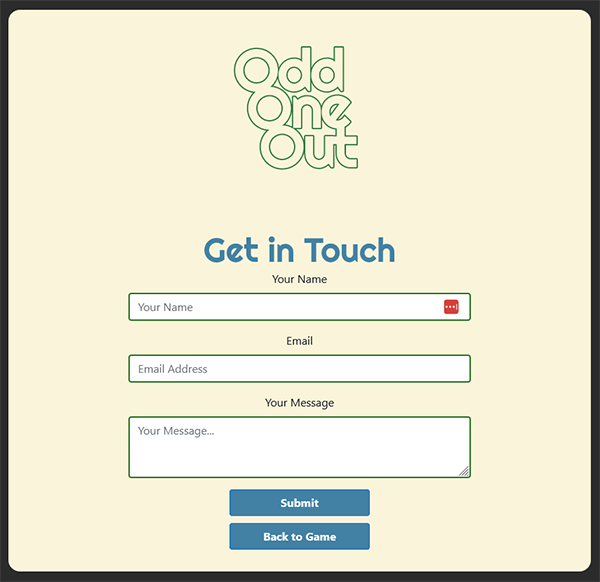 Odd
One
Out
Get in Touch
Your Name
Your Name
Email
Email Address
Your Message
Your Message...
Submit
Back to Game